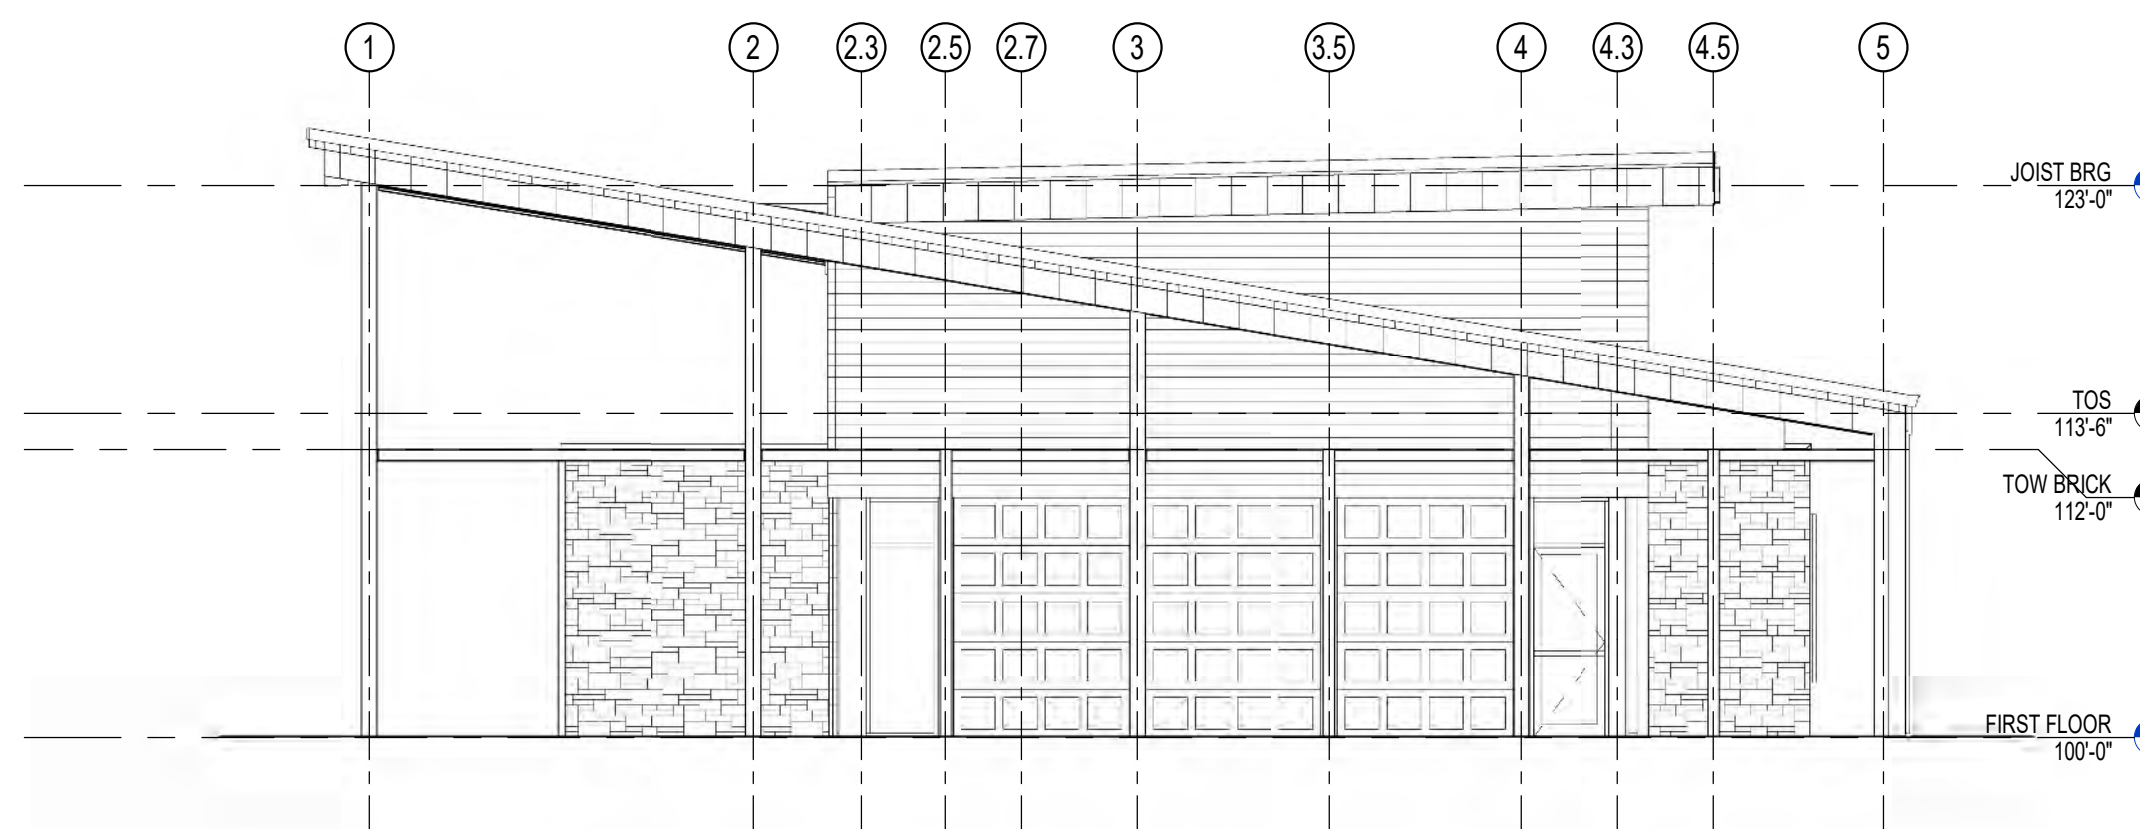 1 2 2.3 2.5 2.7 3 3.5 4 4.3 4.5 5
JOIST BRG
123'-0"
TOS
113'-6"
TOW BRICK
112'-0"
FIRST FLOOR
100'-0"